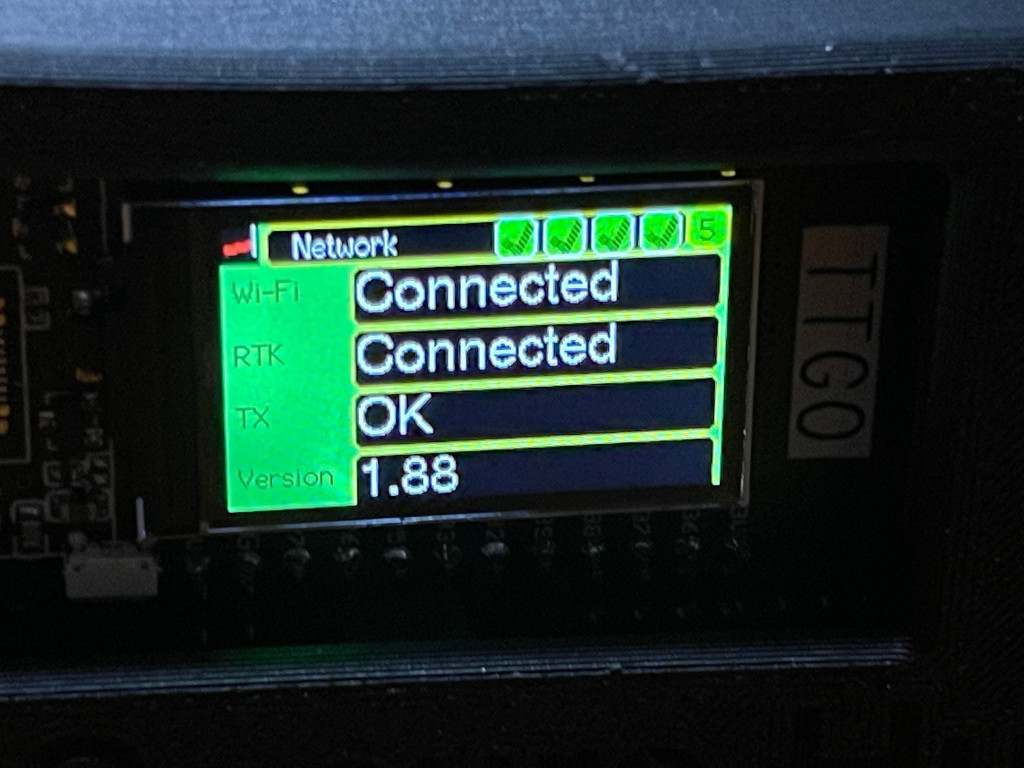 Network 5
Wi-Fi Connected
RTK Connected
TX OK
Version 1.88
TTGO